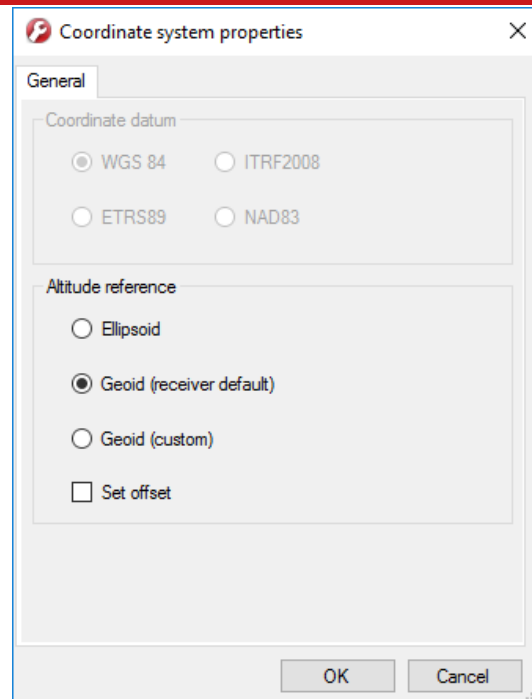 Coordinate system properties
General
Coordinate datum
WGS 84 ITRF2008
ETRS89 NAD83
Altitude reference
Ellipsoid
Geoid (receiver default)
Geoid (custom)
Set offset
OK Cancel